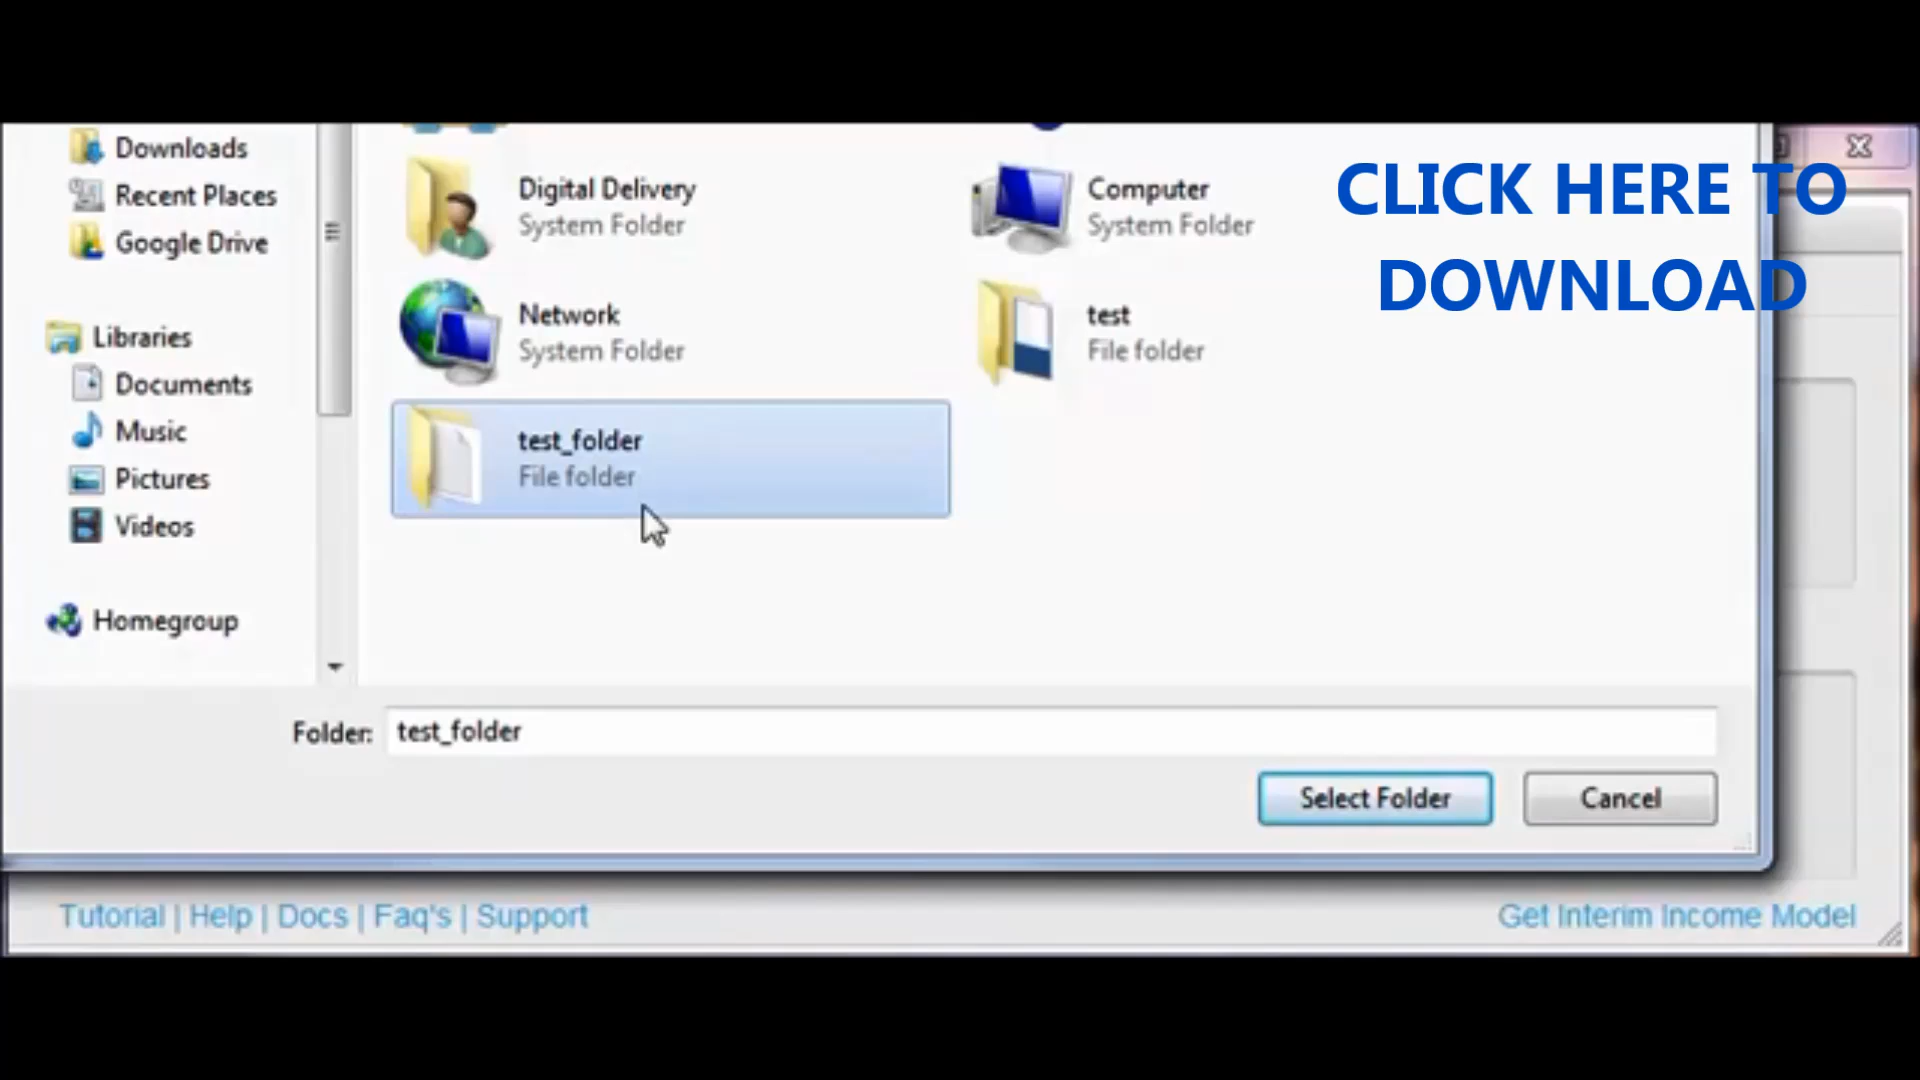 Downloads
Recent Places
Google Drive
Libraries
Documents
Music
Pictures
Videos
Homegroup
Digital Delivery
System Folder
Computer
System Folder
Network
System Folder
test
File folder
test_folder
File folder
CLICK HERE TO
DOWNLOAD
Folder: test_folder
Select Folder
Cancel
Tutorial | Help | Docs | Faq's | Support
Get Interim Income Model